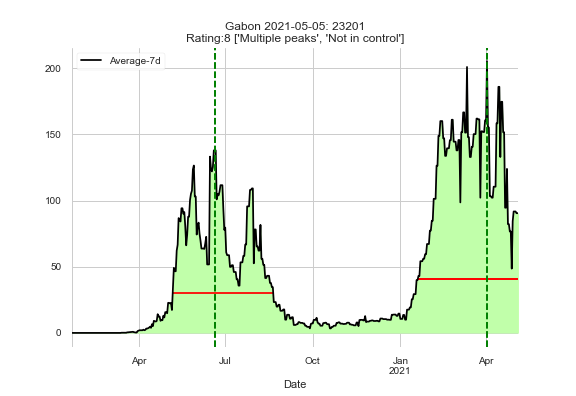 Gabon 2021-05-05: 23201
Rating:8 ['Multiple peaks', 'Not in control']
Average-7d
200
150
100
50
0
Apr
Jul
Oct
Jan
2021
Apr
Date